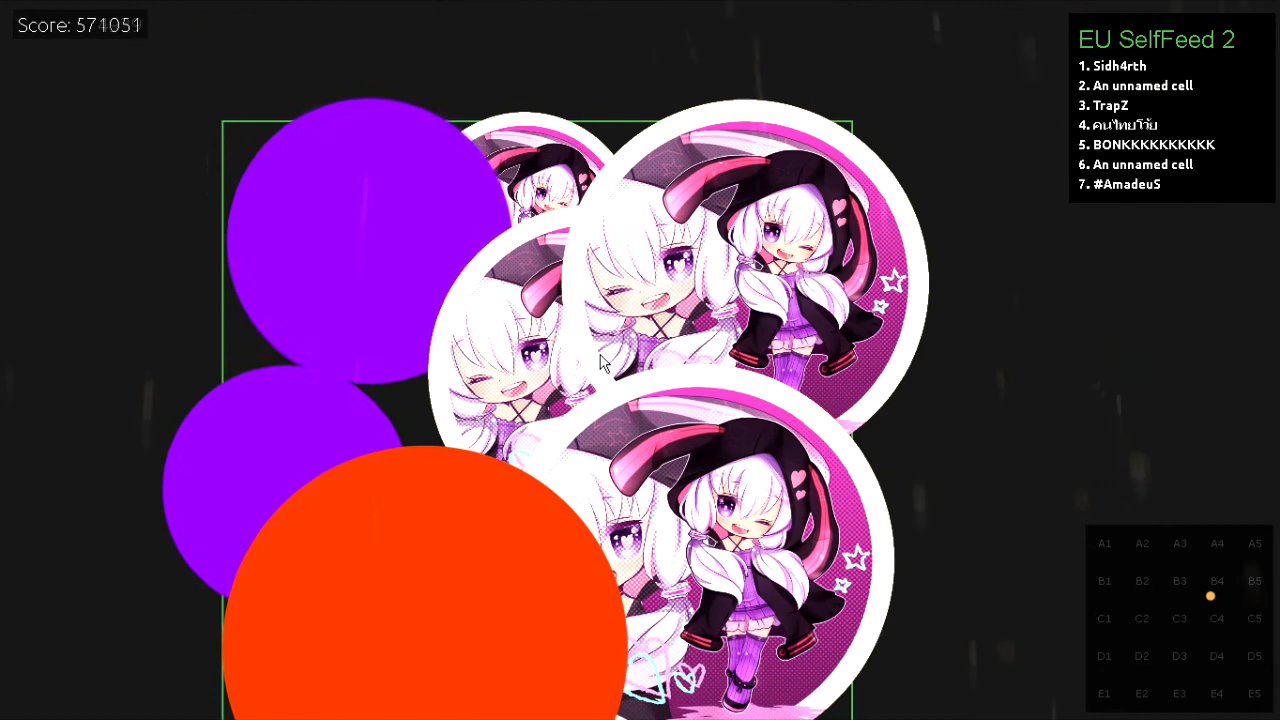 Score: 571051
EU SelfFeed 2
1. Sidh4rth
2. An unnamed cell
3. TrapZ
4. คนไทยโว้ย
5. BONKKKKKKKKKK
6. An unnamed cell
7. #AmadeuS
A1 A2 A3 A4 A5
B1 B2 B3 B4 B5
C1 C2 C3 C4 C5
D1 D2 D3 D4 D5
E1 E2 E3 E4 E5